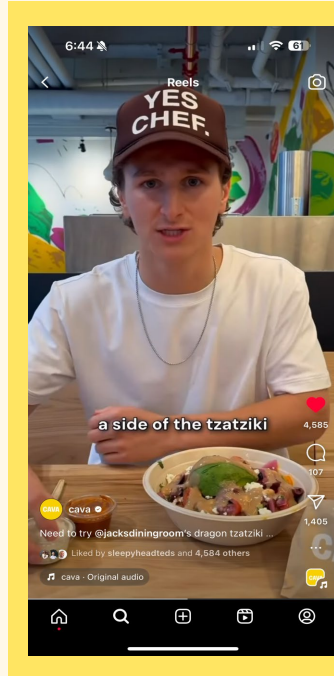 6:44
61
Reels
YES
CHEF.
a side of the tzatziki
4,585
107
1,405
CAVA cava
Need to try @jacksdiningroom's dragon tzatziki ...
Liked by sleepyheadteds and 4,584 others
cava · Original audio
CAVA